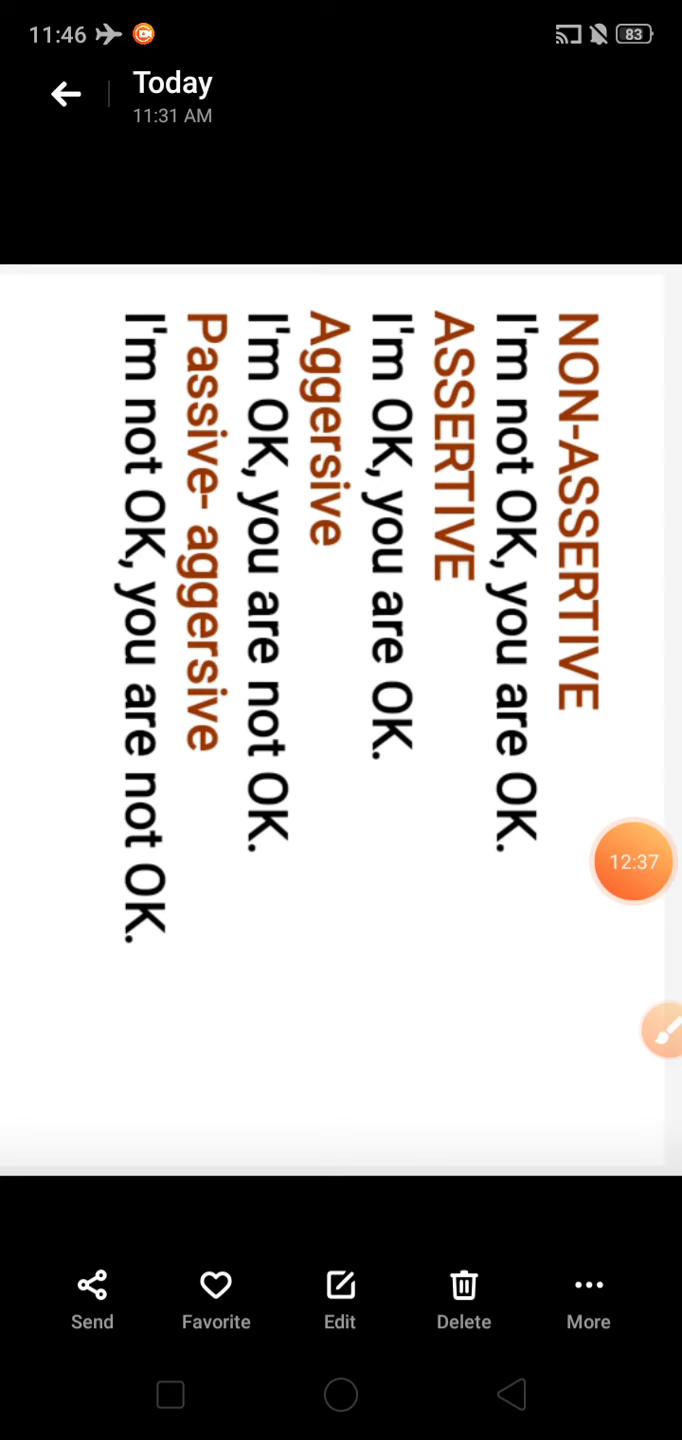 11:46
83
Today
11:31 AM
NON-ASSERTIVE
I'm not OK, you are OK.
ASSERTIVE
I'm OK, you are OK.
Aggersive
I'm OK, you are not OK.
Passive- aggersive
I'm not OK, you are not OK.
12:37
Send
Favorite
Edit
Delete
More